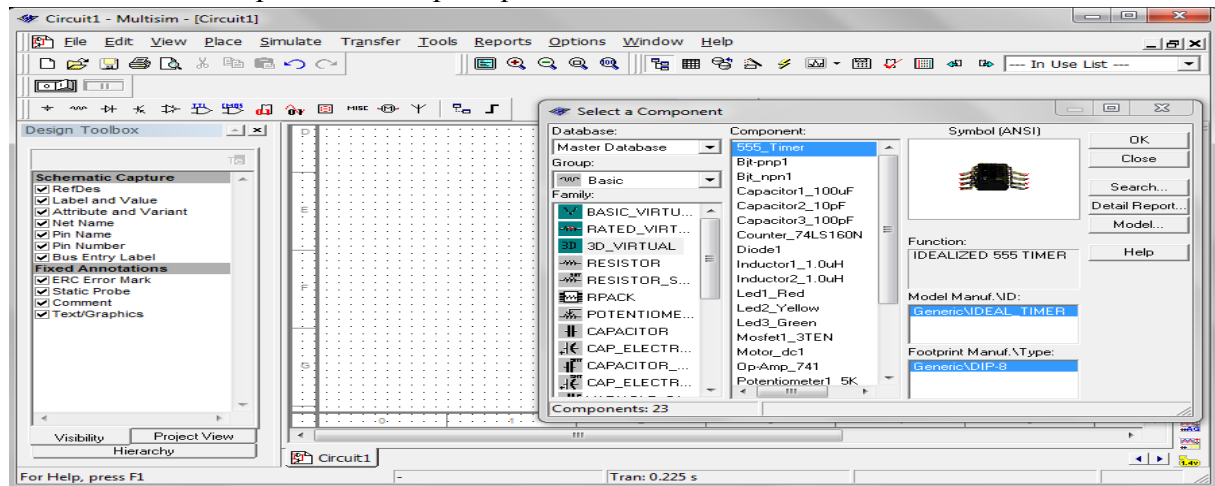 Circuit1 - Multisim - [Circuit1]
File Edit View Place Simulate Transfer Tools Reports Options Window Help
--- In Use List ---
MISC
Design Toolbox
Schematic Capture
RefDes
Label and Value
Attribute and Variant
Net Name
Pin Name
Pin Number
Bus Entry Label
Fixed Annotations
ERC Error Mark
Static Probe
Comment
Text/Graphics
Visibility
Project View
Hierarchy
D
E
F
G
0
1
Circuit1
Select a Component
Database:
Master Database
Group:
Basic
Family:
BASIC_VIRTU...
RATED_VIRT...
3D 3D_VIRTUAL
RESISTOR
RESISTOR_S...
RPACK
POTENTIOME...
CAPACITOR
CAP_ELECTR...
CAPACITOR_...
CAP_ELECTR...
Component:
555_Timer
Bjt-pnp1
Bjt_npn1
Capacitor1_100uF
Capacitor2_10pF
Capacitor3_100pF
Counter_74LS160N
Diode1
Inductor1_1.0uH
Inductor2_1.0uH
Led1_Red
Led2_Yellow
Led3_Green
Mosfet1_3TEN
Motor_dc1
Op-Amp_741
Potentiometer1_5K
Symbol (ANSI)
Function:
IDEALIZED 555 TIMER
Model Manuf.\ID:
Generic\IDEAL_TIMER
Footprint Manuf.\Type:
Generic\DIP-8
OK
Close
Search...
Detail Report...
Model...
Help
Components: 23
1.4v
For Help, press F1
-
Tran: 0.225 s